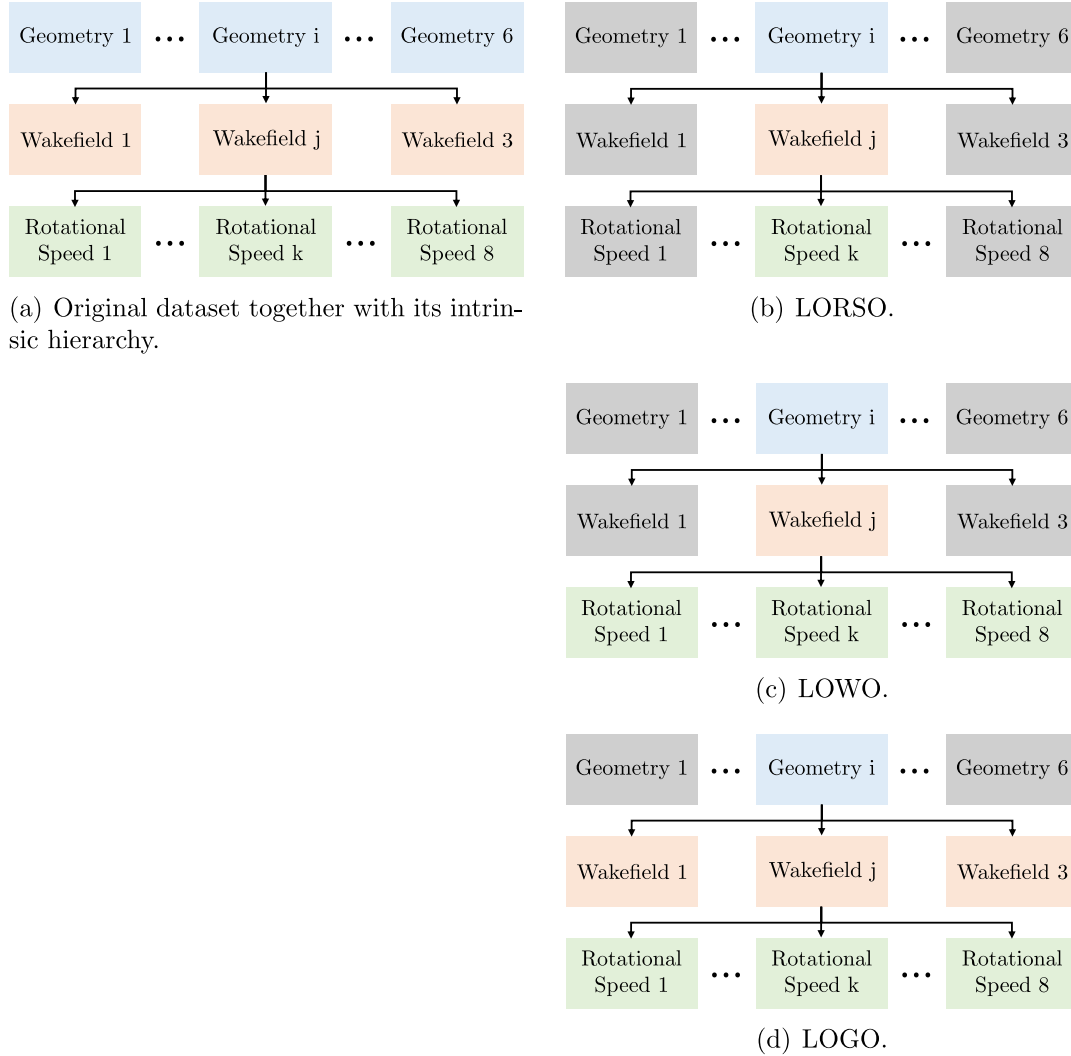 Geometry 1 ... Geometry i ... Geometry 6
Wakefield 1 Wakefield j Wakefield 3
Rotational Speed 1 ... Rotational Speed k ... Rotational Speed 8
(a) Original dataset together with its intrin-
sic hierarchy.
Geometry 1 ... Geometry i ... Geometry 6
Wakefield 1 Wakefield j Wakefield 3
Rotational Speed 1 ... Rotational Speed k ... Rotational Speed 8
(b) LORSO.
Geometry 1 ... Geometry i ... Geometry 6
Wakefield 1 Wakefield j Wakefield 3
Rotational Speed 1 ... Rotational Speed k ... Rotational Speed 8
(c) LOWO.
Geometry 1 ... Geometry i ... Geometry 6
Wakefield 1 Wakefield j Wakefield 3
Rotational Speed 1 ... Rotational Speed k ... Rotational Speed 8
(d) LOGO.